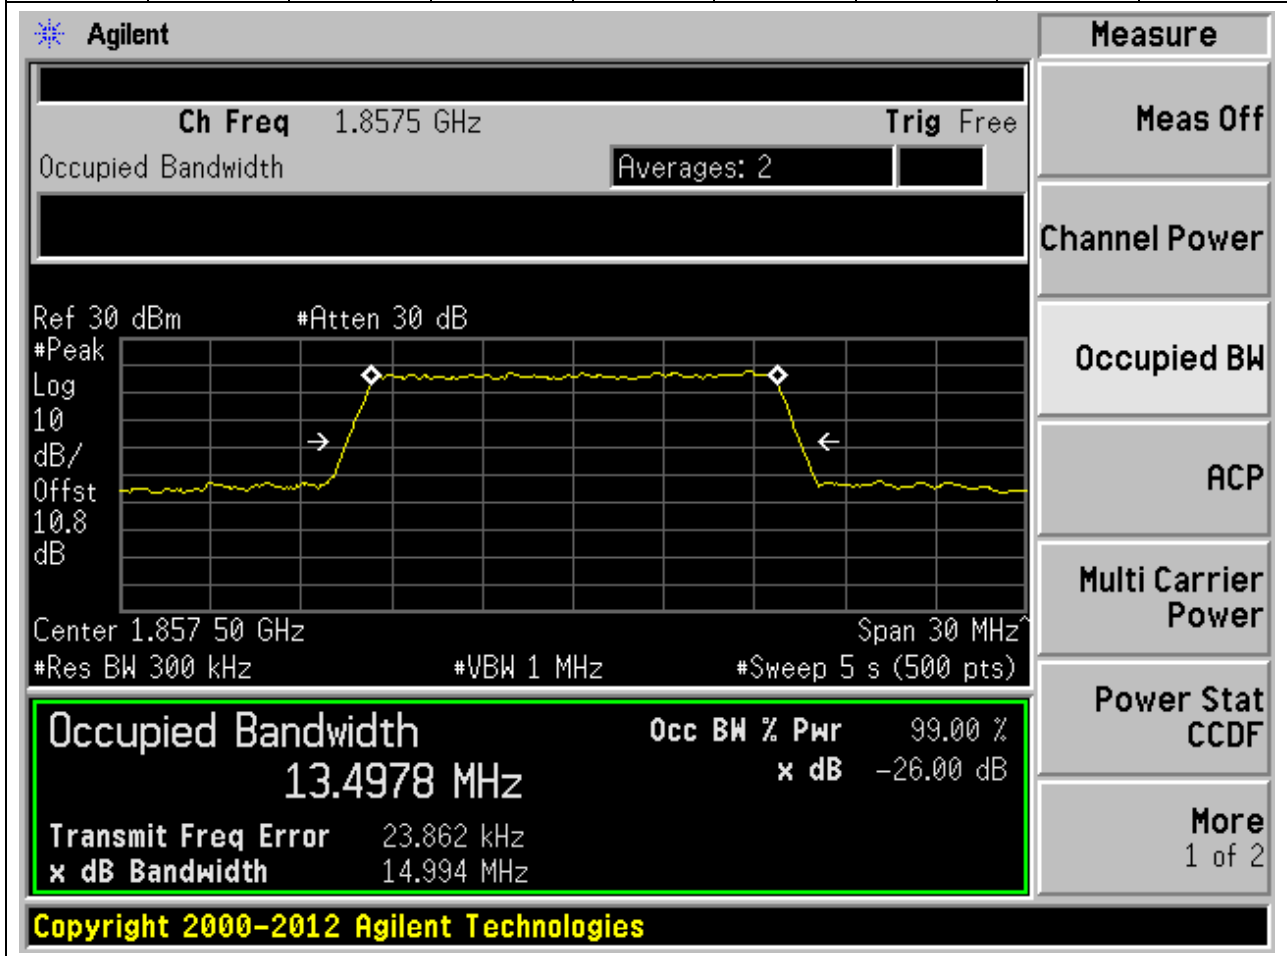 Agilent
Measure
Ch Freq 1.8575 GHz Trig Free
Occupied Bandwidth Averages: 2
Meas Off
Channel Power
Occupied BW
ACP
Multi Carrier
Power
Power Stat
CCDF
More
1 of 2
Ref 30 dBm #Atten 30 dB
#Peak
Log
10
dB/
Offst
10.8
dB
Center 1.857 50 GHz Span 30 MHz^
#Res BW 300 kHz #VBW 1 MHz #Sweep 5 s (500 pts)
Occupied Bandwidth Occ BW % Pwr 99.00 %
13.4978 MHz x dB -26.00 dB
Transmit Freq Error 23.862 kHz
x dB Bandwidth 14.994 MHz
Copyright 2000-2012 Agilent Technologies